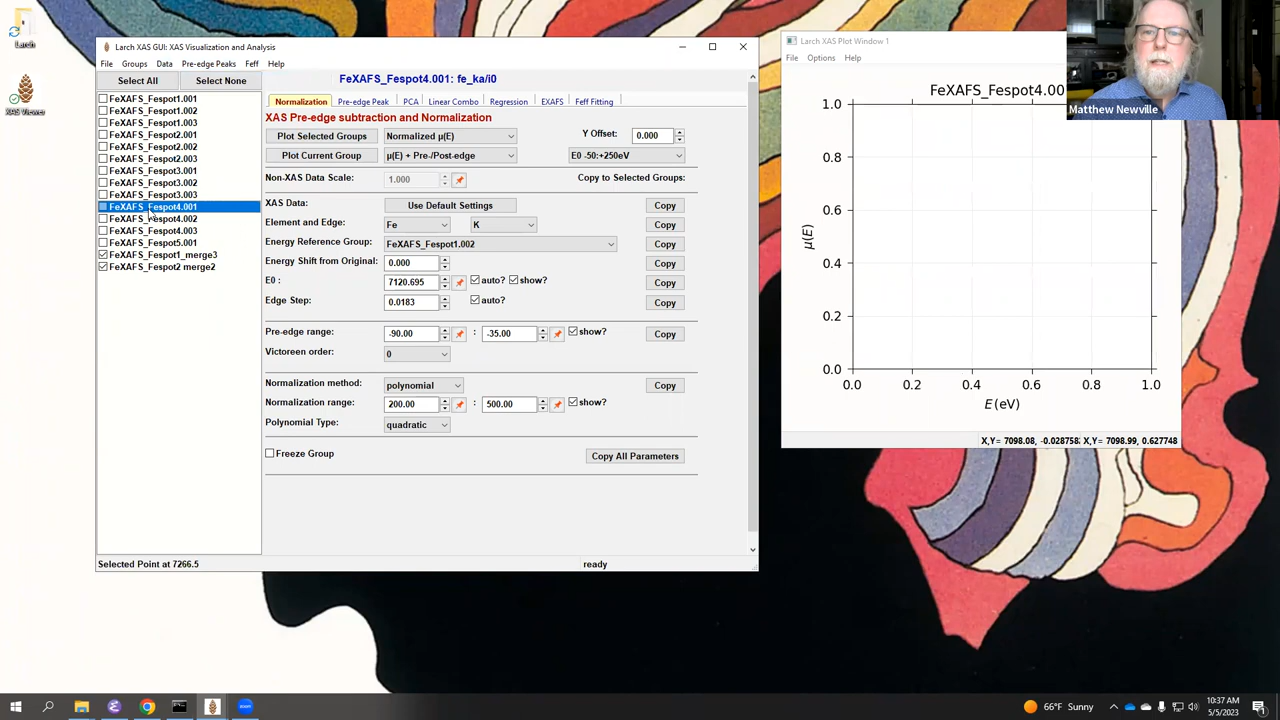 Larch
XAS Viewer
Larch XAS GUI: XAS Visualization and Analysis
File Groups Data Pre-edge Peaks Feff Help
Select All Select None
FeXAFS_Fespot1.001
FeXAFS_Fespot1.002
FeXAFS_Fespot1.003
FeXAFS_Fespot2.001
FeXAFS_Fespot2.002
FeXAFS_Fespot2.003
FeXAFS_Fespot3.001
FeXAFS_Fespot3.002
FeXAFS_Fespot3.003
FeXAFS_Fespot4.001
FeXAFS_Fespot4.002
FeXAFS_Fespot4.003
FeXAFS_Fespot5.001
FeXAFS_Fespot1_merge3
FeXAFS_Fespot2 merge2
FeXAFS_Fespot4.001: fe_ka/i0
Normalization Pre-edge Peak PCA Linear Combo Regression EXAFS Feff Fitting
XAS Pre-edge subtraction and Normalization
Plot Selected Groups Normalized μ(E) Y Offset: 0.000
Plot Current Group μ(E) + Pre-/Post-edge E0 -50:+250eV
Non-XAS Data Scale: 1.000 Copy to Selected Groups:
XAS Data: Use Default Settings Copy
Element and Edge: Fe K Copy
Energy Reference Group: FeXAFS_Fespot1.002 Copy
Energy Shift from Original: 0.000 Copy
E0 : 7120.695 auto? show? Copy
Edge Step: 0.0183 auto? Copy
Pre-edge range: -90.00 : -35.00 show? Copy
Victoreen order: 0
Normalization method: polynomial Copy
Normalization range: 200.00 : 500.00 show?
Polynomial Type: quadratic
Freeze Group Copy All Parameters
Selected Point at 7266.5 ready
Larch XAS Plot Window 1
File Options Help
FeXAFS_Fespot4.00
Matthew Newville
1.0
0.8
0.6
0.4
0.2
0.0
μ(E)
0.0 0.2 0.4 0.6 0.8 1.0
E (eV)
X,Y= 7098.08, -0.028758 X,Y= 7098.99, 0.627748
66°F Sunny
10:37 AM
5/5/2023
1